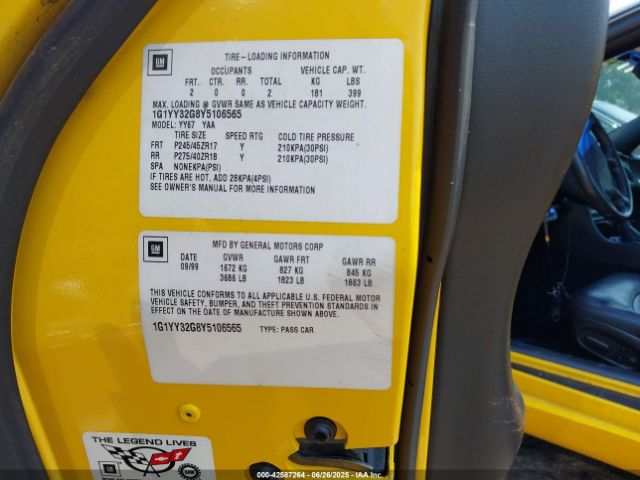 GM
TIRE-LOADING INFORMATION
OCCUPANTS VEHICLE CAP. WT.
FRT. CTR. RR. TOTAL KG LBS
2 0 0 2 181 399
MAX. LOADING @ GVWR SAME AS VEHICLE CAPACITY WEIGHT.
1G1YY32G8Y5106565
MODEL: YY67 YAA
TIRE SIZE SPEED RTG COLD TIRE PRESSURE
FRT P245/45ZR17 Y 210KPA(30PSI)
RR P275/40ZR18 Y 210KPA(30PSI)
SPA NONEKPA(PSI)
IF TIRES ARE HOT, ADD 28KPA(4PSI)
SEE OWNER'S MANUAL FOR MORE INFORMATION
GM
MFD BY GENERAL MOTORS CORP
DATE GVWR GAWR FRT GAWR RR
09/99 1672 KG 827 KG 845 KG
3686 LB 1823 LB 1863 LB
THIS VEHICLE CONFORMS TO ALL APPLICABLE U.S. FEDERAL MOTOR
VEHICLE SAFETY, BUMPER, AND THEFT PREVENTION STANDARDS IN
EFFECT ON THE DATE OF MANUFACTURE SHOWN ABOVE.
1G1YY32G8Y5106565 TYPE: PASS CAR
THE LEGEND LIVES
GM UAW
000-42587264 - 06/26/2025